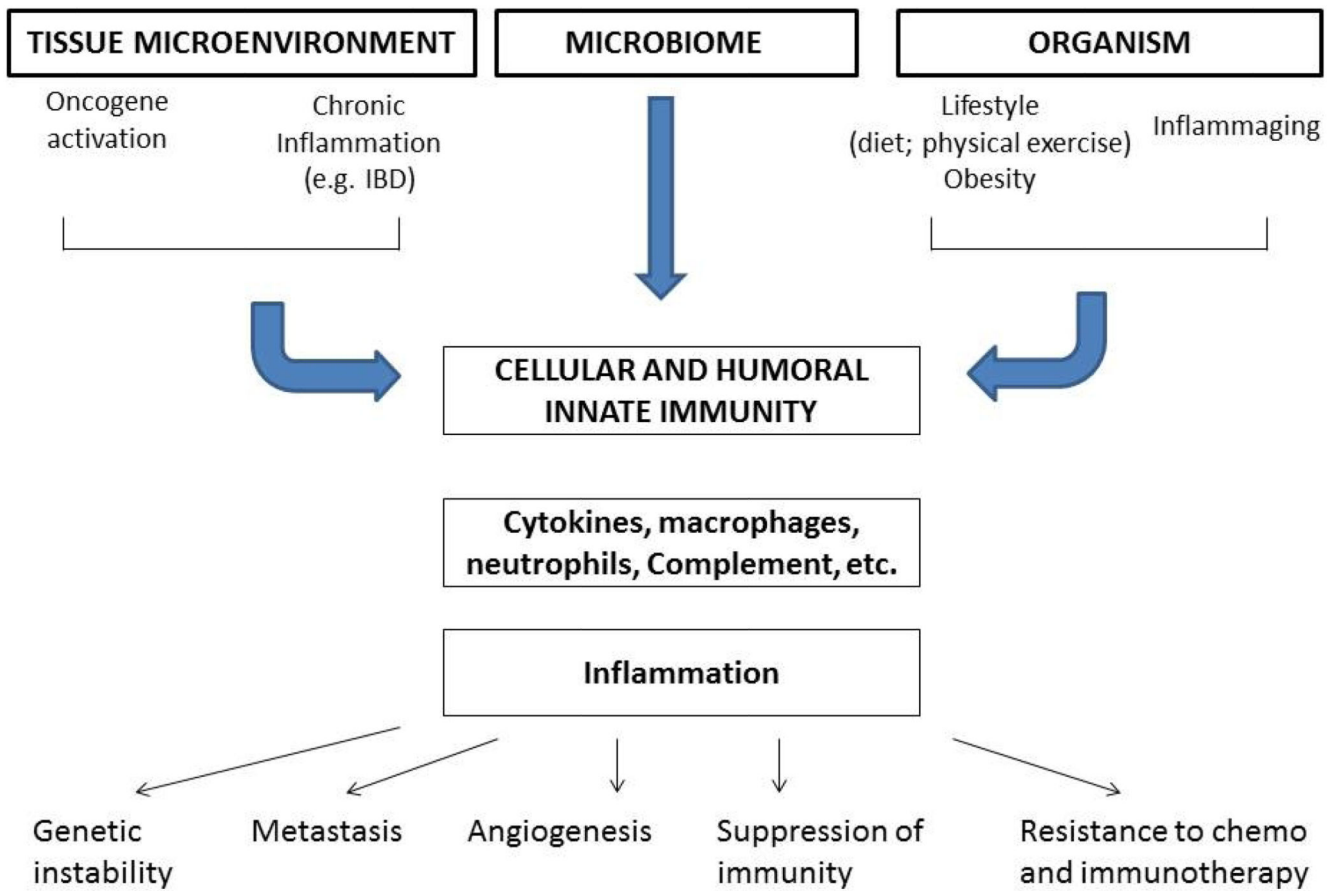 TISSUE MICROENVIRONMENT
MICROBIOME
ORGANISM
Oncogene
activation
Chronic
Inflammation
(e.g. IBD)
Lifestyle
(diet; physical exercise)
Obesity
Inflammaging
CELLULAR AND HUMORAL
INNATE IMMUNITY
Cytokines, macrophages,
neutrophils, Complement, etc.
Inflammation
Genetic
instability
Metastasis
Angiogenesis
Suppression of
immunity
Resistance to chemo
and immunotherapy